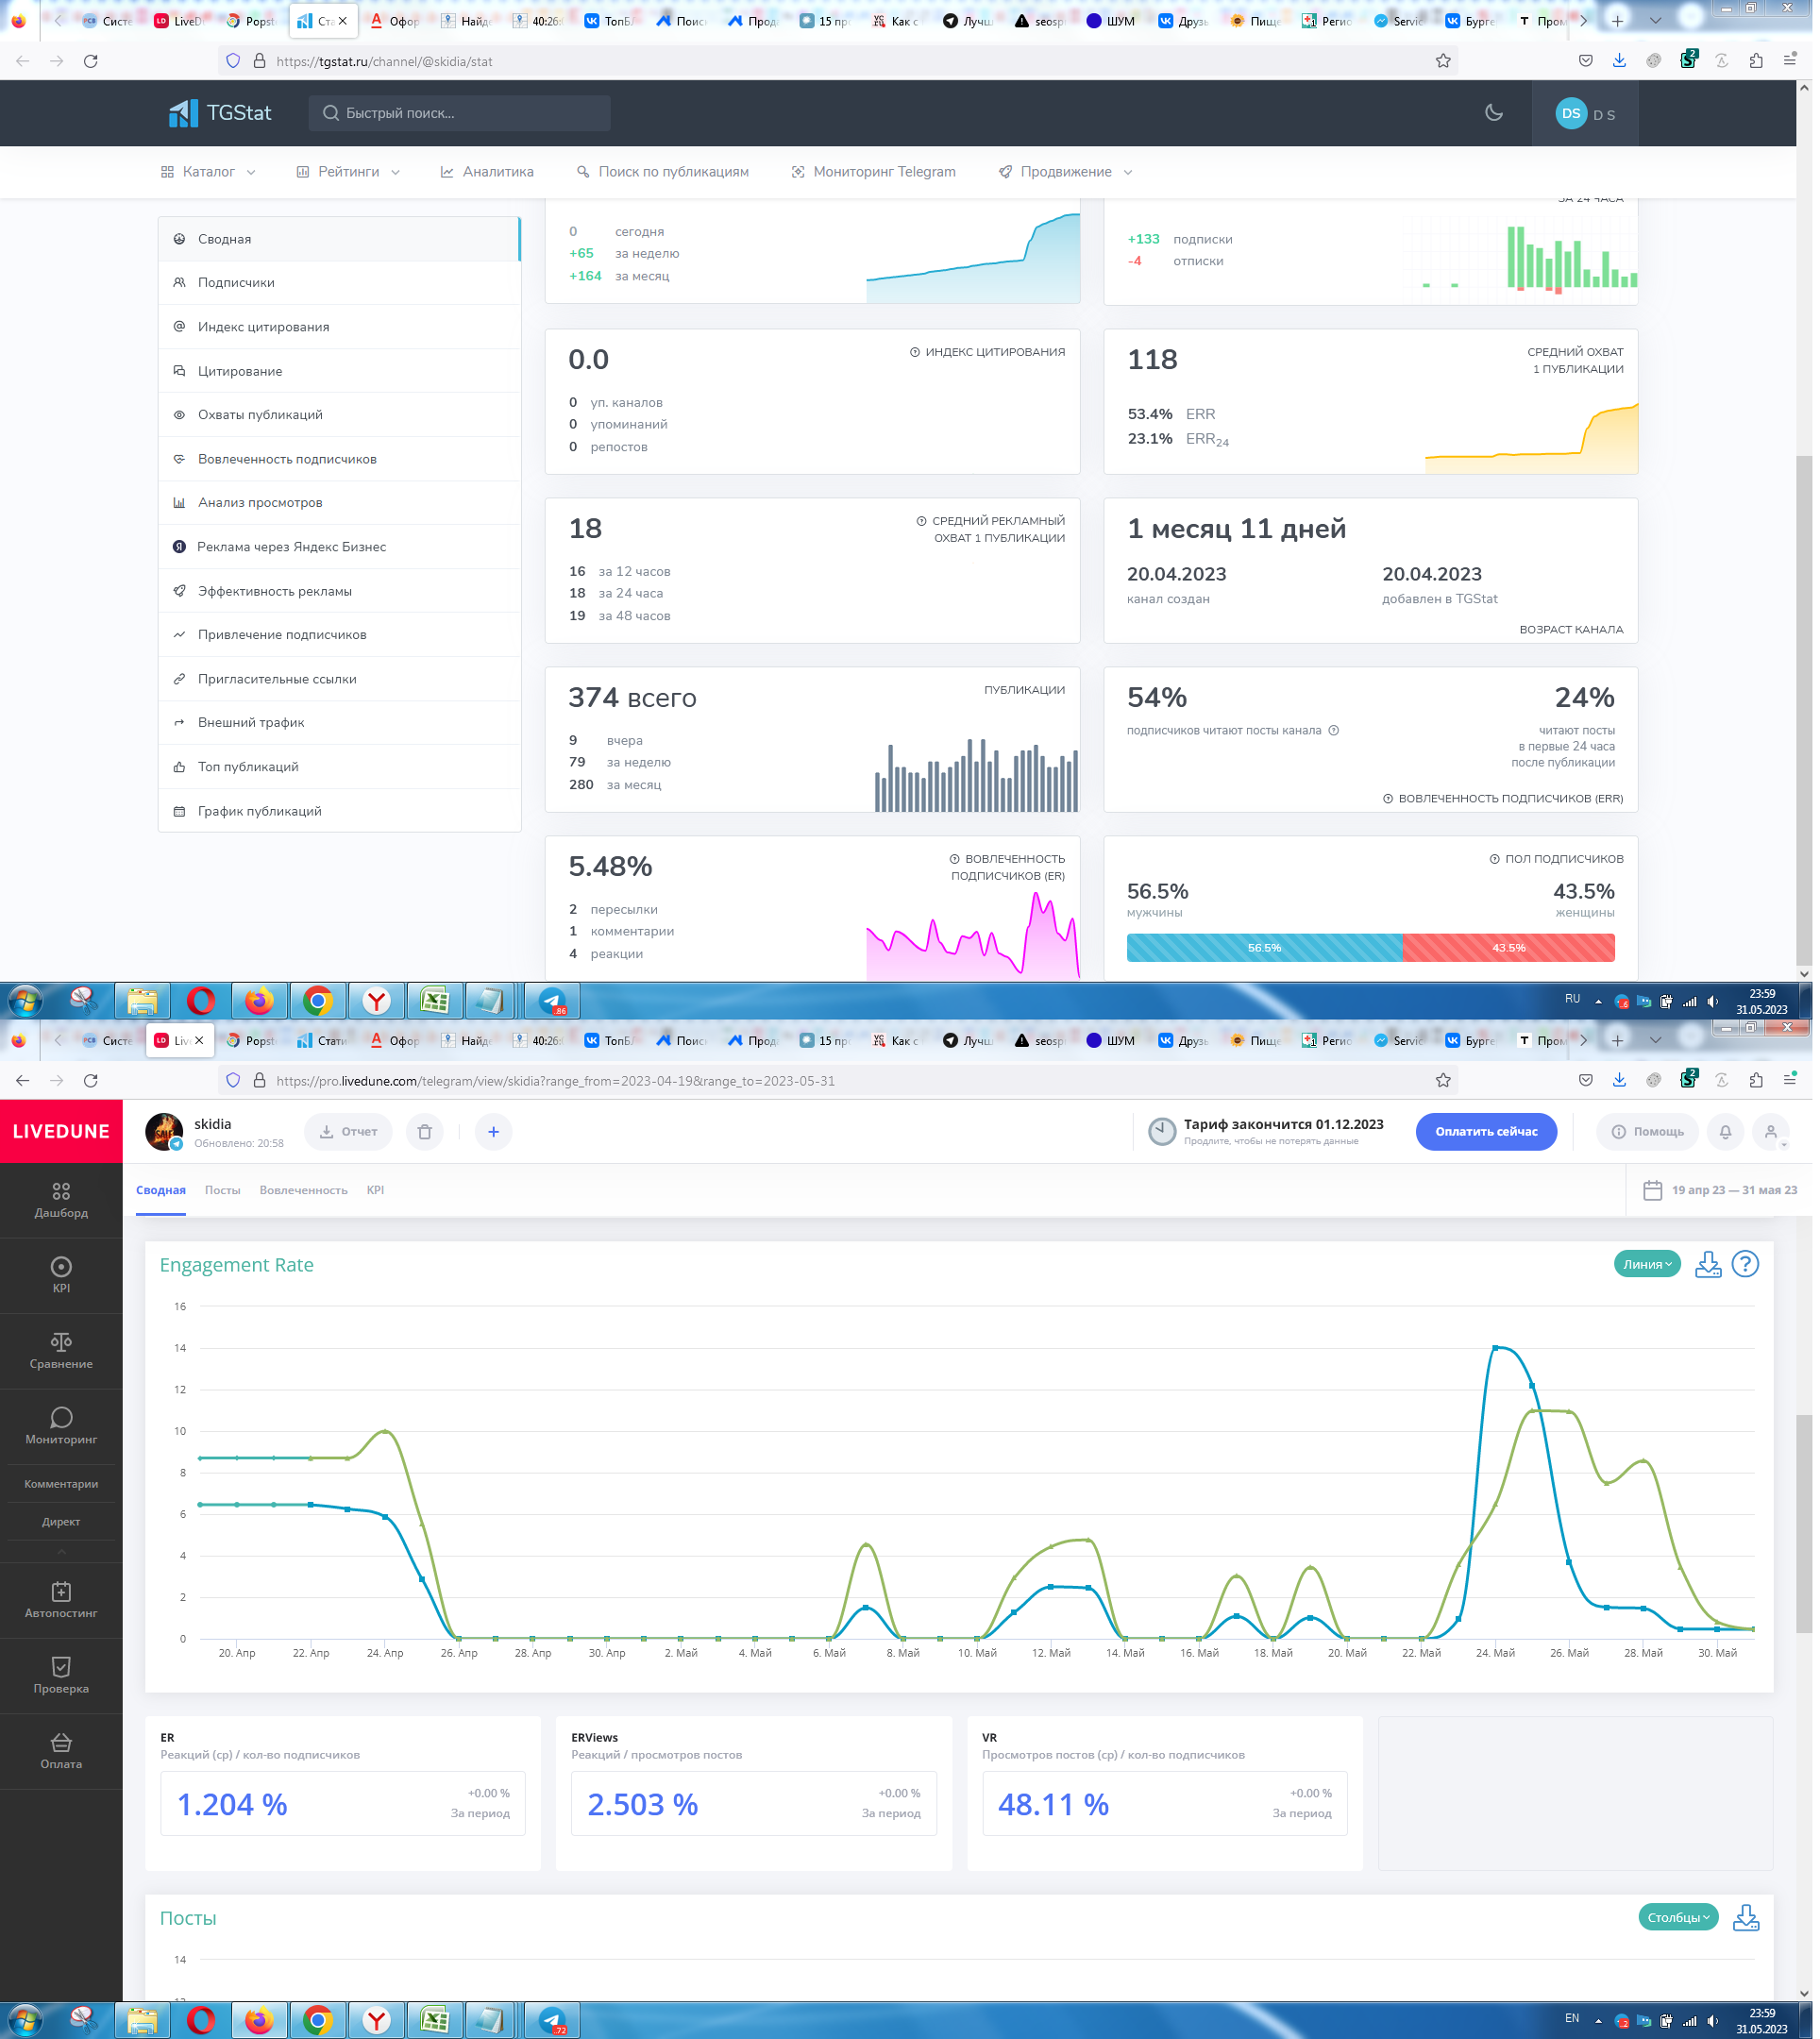 Систе
LiveD
Popst
Ста
Офор
Найд
40:26:
ТопБл
Поис
Прод
15 пр
Как с
Лучш
seosp
ШУМ
Друзь
Пище
Регио
Servic
Бурге
Пром
https://tgstat.ru/channel/@skidia/stat
2
TGStat
Быстрый поиск...
DS
D S
Каталог
Рейтинги
Аналитика
Поиск по публикациям
Мониторинг Telegram
Продвижение
Сводная
Подписчики
Индекс цитирования
Цитирование
Охваты публикаций
Вовлеченность подписчиков
Анализ просмотров
Реклама через Яндекс Бизнес
Эффективность рекламы
Привлечение подписчиков
Пригласительные ссылки
Внешний трафик
Топ публикаций
График публикаций
0 сегодня
+65 за неделю
+164 за месяц
ЗА 24 ЧАСА
+133 подписки
-4 отписки
0.0
ИНДЕКС ЦИТИРОВАНИЯ
0 уп. каналов
0 упоминаний
0 репостов
118
СРЕДНИЙ ОХВАТ
1 ПУБЛИКАЦИИ
53.4% ERR
23.1% ERR24
18
СРЕДНИЙ РЕКЛАМНЫЙ
ОХВАТ 1 ПУБЛИКАЦИИ
16 за 12 часов
18 за 24 часа
19 за 48 часов
1 месяц 11 дней
20.04.2023
канал создан
20.04.2023
добавлен в TGStat
ВОЗРАСТ КАНАЛА
374 всего
ПУБЛИКАЦИИ
9 вчера
79 за неделю
280 за месяц
54%
подписчиков читают посты канала
24%
читают посты
в первые 24 часа
после публикации
ВОВЛЕЧЕННОСТЬ ПОДПИСЧИКОВ (ERR)
5.48%
ВОВЛЕЧЕННОСТЬ
ПОДПИСЧИКОВ (ER)
2 пересылки
1 комментарии
4 реакции
ПОЛ ПОДПИСЧИКОВ
56.5%
мужчины
43.5%
женщины
56.5%
43.5%
86
RU
23:59
31.05.2023
Систе
Live
Popst
Стати
Офор
Найд
40:26:
ТопБл
Поис
Прод
15 пр
Как с
Лучш
seosp
ШУМ
Друзь
Пище
Регио
Servic
Бурге
Пром
https://pro.livedune.com/telegram/view/skidia?range_from=2023-04-19&range_to=2023-05-31
2
LIVEDUNE
skidia
Обновлено: 20:58
Отчет
Тариф закончится 01.12.2023
Продлите, чтобы не потерять данные
Оплатить сейчас
Помощь
Дашборд
KPI
Сравнение
Мониторинг
Комментарии
Директ
Автопостинг
Проверка
Оплата
Сводная
Посты
Вовлеченность
KPI
19 апр 23 — 31 мая 23
Engagement Rate
Линия
16
14
12
10
8
6
4
2
0
20. Апр
22. Апр
24. Апр
26. Апр
28. Апр
30. Апр
2. Май
4. Май
6. Май
8. Май
10. Май
12. Май
14. Май
16. Май
18. Май
20. Май
22. Май
24. Май
26. Май
28. Май
30. Май
ER
Реакций (ср) / кол-во подписчиков
1.204 %
+0.00 %
За период
ERViews
Реакций / просмотров постов
2.503 %
+0.00 %
За период
VR
Просмотров постов (ср) / кол-во подписчиков
48.11 %
+0.00 %
За период
Посты
Столбцы
14
72
EN
23:59
31.05.2023